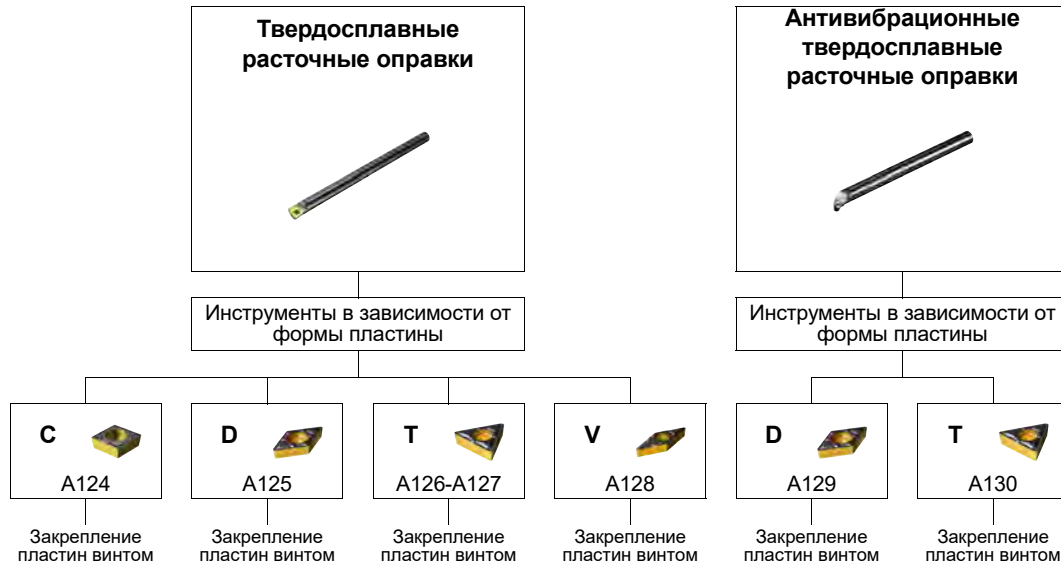 Твердосплавные
расточные оправки
Антивибрационные
твердосплавные
расточные оправки
Инструменты в зависимости от
формы пластины
Инструменты в зависимости от
формы пластины
C
A124
D
A125
T
A126-A127
V
A128
D
A129
T
A130
Закрепление
пластин винтом
Закрепление
пластин винтом
Закрепление
пластин винтом
Закрепление
пластин винтом
Закрепление
пластин винтом
Закрепление
пластин винтом